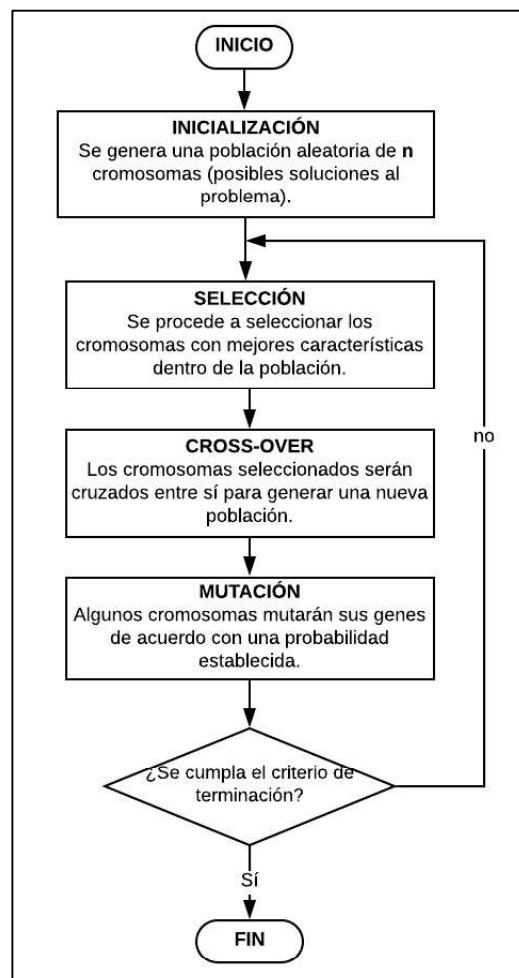 INICIO
INICIALIZACIÓN
Se genera una población aleatoria de n
cromosomas (posibles soluciones al
problema).
SELECCIÓN
Se procede a seleccionar los
cromosomas con mejores características
dentro de la población.
no
CROSS-OVER
Los cromosomas seleccionados serán
cruzados entre sí para generar una nueva
población.
MUTACIÓN
Algunos cromosomas mutarán sus genes
de acuerdo con una probabilidad
establecida.
¿Se cumpla el criterio de
terminación?
Sí
FIN